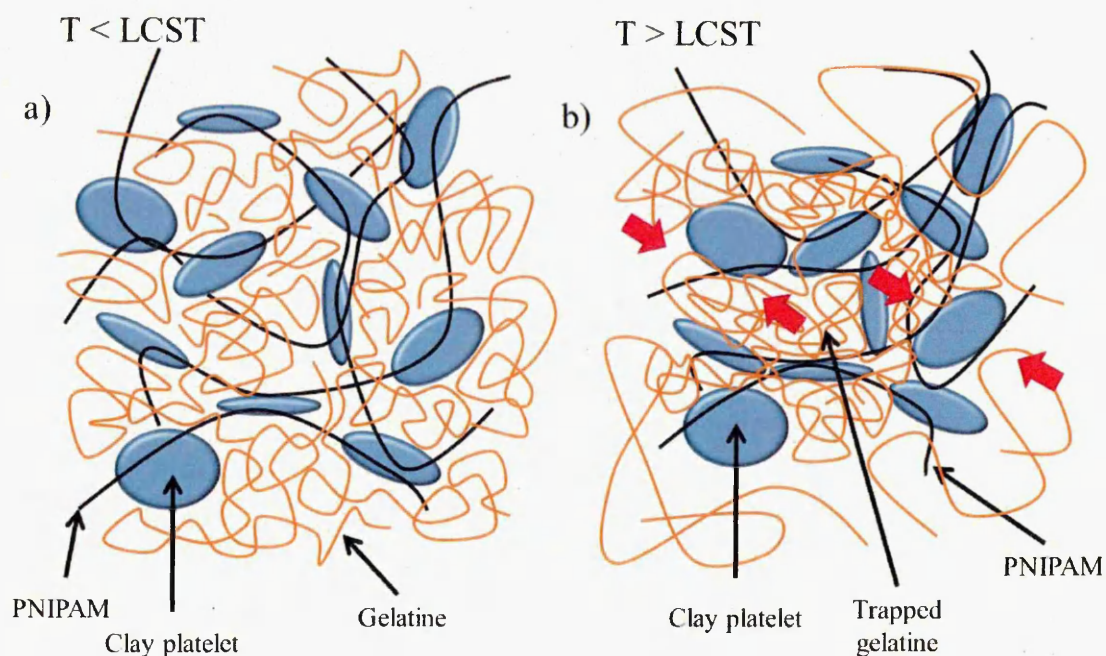 T < LCST
a)
PNIPAM
Clay platelet
Gelatine
T > LCST
b)
Clay platelet
Trapped
gelatine
PNIPAM